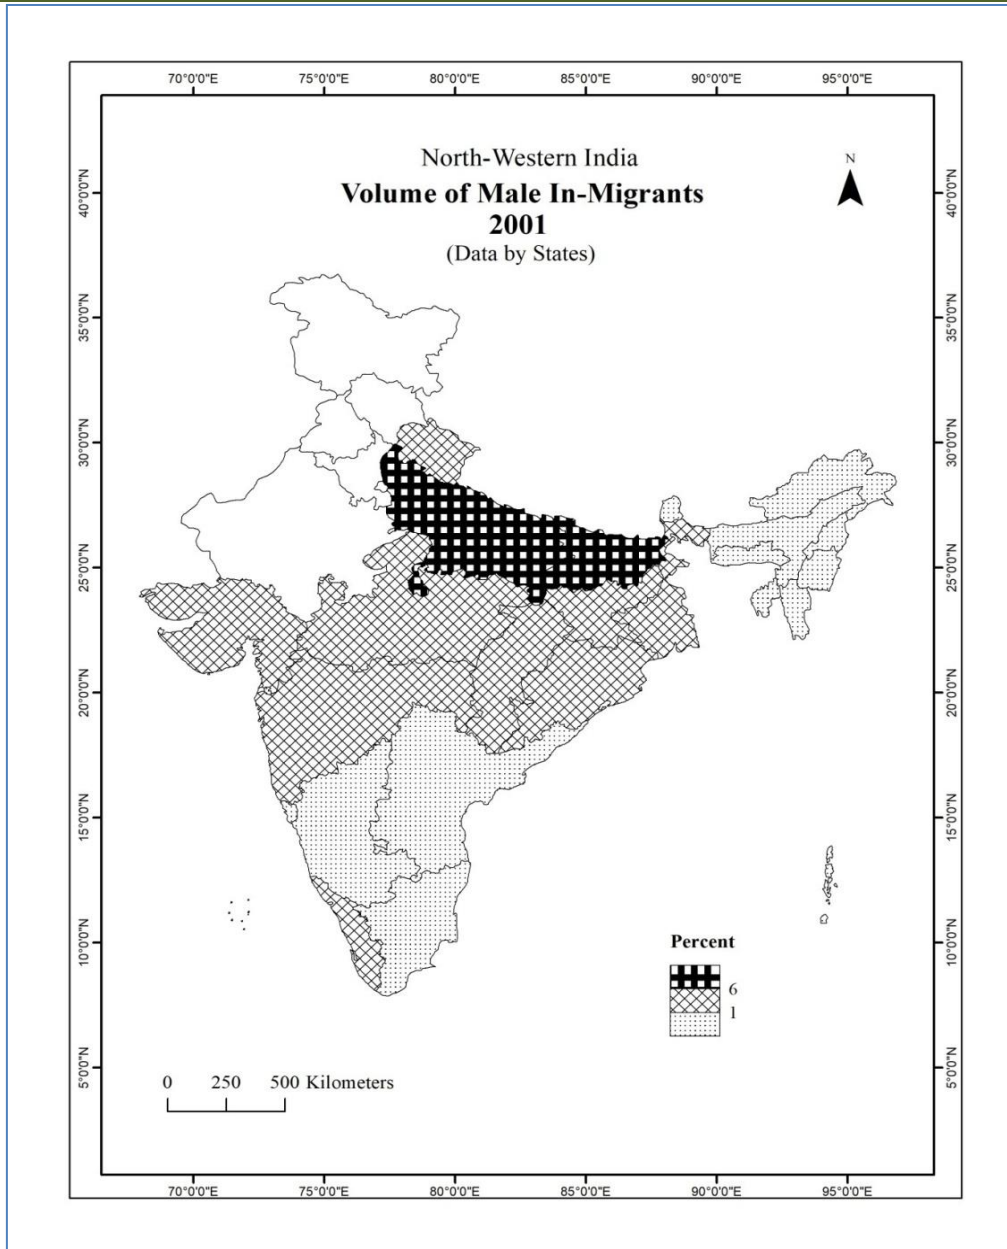 70°0'0"E 75°0'0"E 80°0'0"E 85°0'0"E 90°0'0"E 95°0'0"E
North-Western India
Volume of Male In-Migrants
2001
(Data by States)
N
40°0'0"N 40°0'0"N
35°0'0"N 35°0'0"N
30°0'0"N 30°0'0"N
25°0'0"N 25°0'0"N
20°0'0"N 20°0'0"N
15°0'0"N 15°0'0"N
10°0'0"N 10°0'0"N
Percent
6
1
5°0'0"N 5°0'0"N
0 250 500 Kilometers
70°0'0"E 75°0'0"E 80°0'0"E 85°0'0"E 90°0'0"E 95°0'0"E